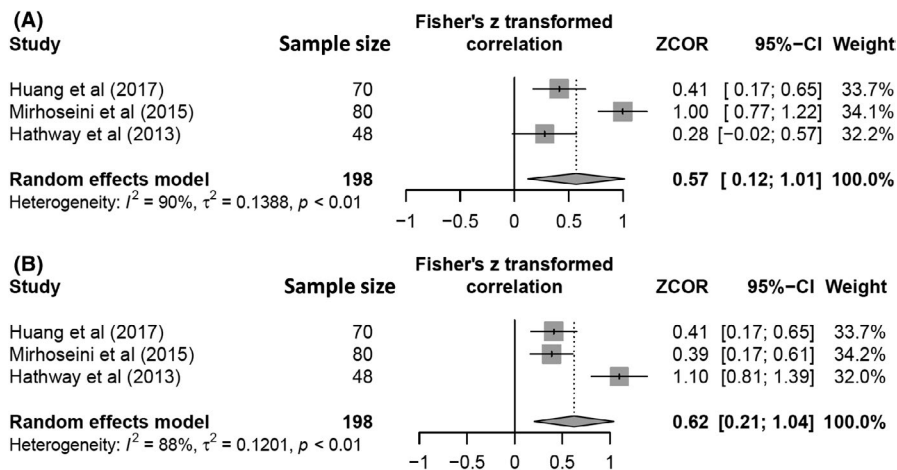 (A)
Study Sample size Fisher's z transformed correlation ZCOR 95%−CI Weight
Huang et al (2017) 70 0.41 [ 0.17; 0.65] 33.7%
Mirhoseini et al (2015) 80 1.00 [ 0.77; 1.22] 34.1%
Hathway et al (2013) 48 0.28 [−0.02; 0.57] 32.2%
Random effects model 198 0.57 [ 0.12; 1.01] 100.0%
Heterogeneity: I² = 90%, τ² = 0.1388, p < 0.01
−1 −0.5 0 0.5 1
(B)
Study Sample size Fisher's z transformed correlation ZCOR 95%−CI Weight
Huang et al (2017) 70 0.41 [0.17; 0.65] 33.7%
Mirhoseini et al (2015) 80 0.39 [0.17; 0.61] 34.2%
Hathway et al (2013) 48 1.10 [0.81; 1.39] 32.0%
Random effects model 198 0.62 [0.21; 1.04] 100.0%
Heterogeneity: I² = 88%, τ² = 0.1201, p < 0.01
−1 −0.5 0 0.5 1